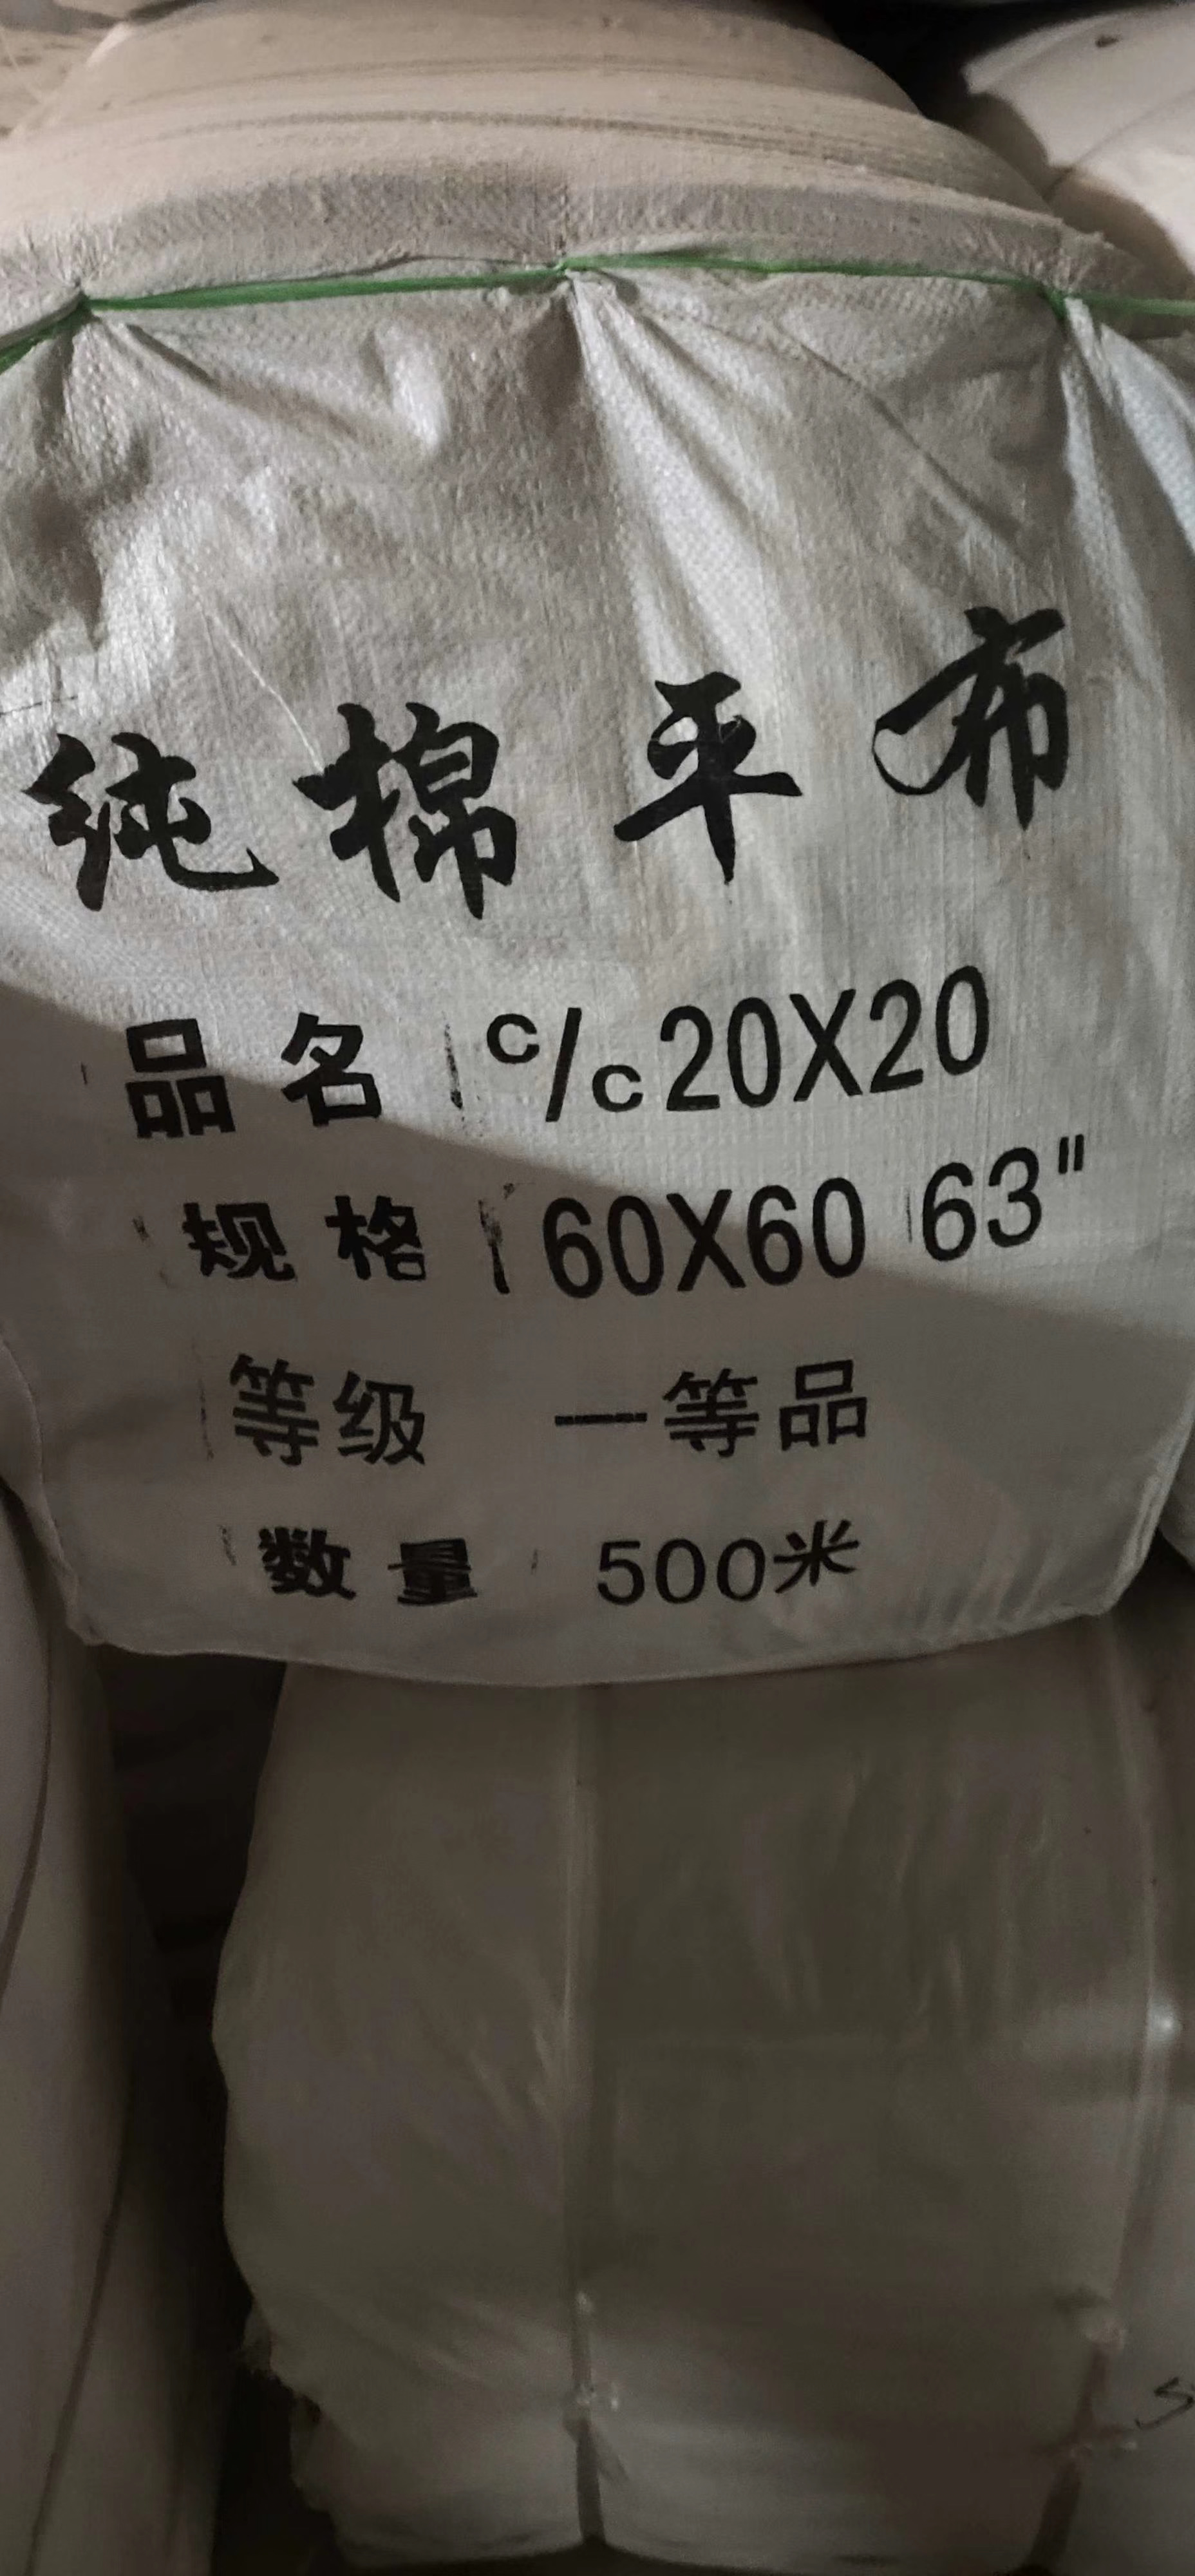 纯棉平布
品名 c/c 20X20
规格 60X60 63"
等级 一等品
数量 500米